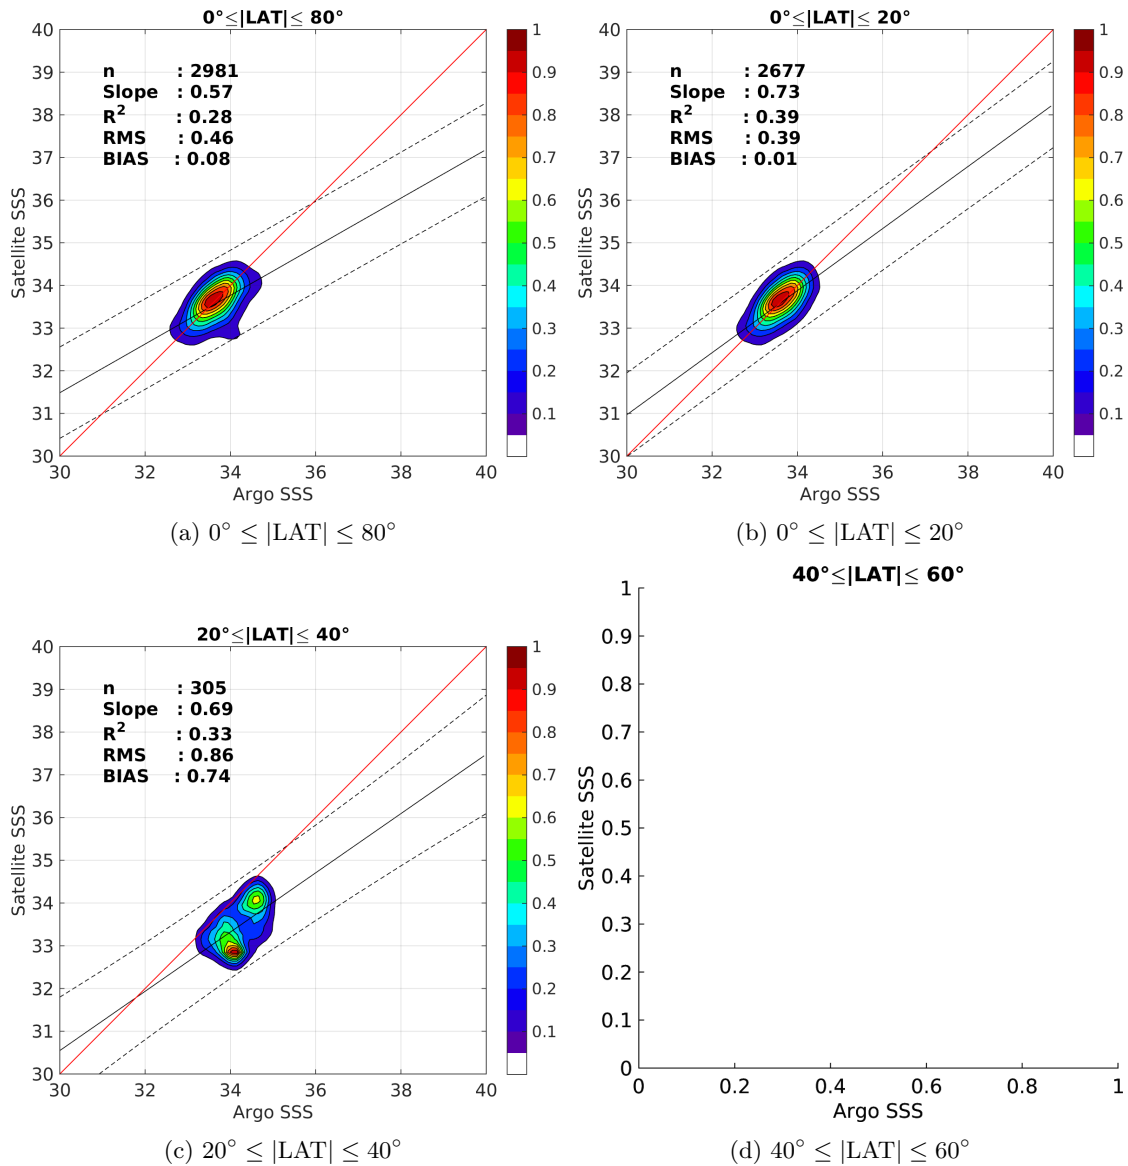 0°≤|LAT|≤ 80°
40
39
38
37
36
35
34
33
32
31
30
Satellite SSS
n : 2981
Slope : 0.57
R² : 0.28
RMS : 0.46
BIAS : 0.08
30 32 34 36 38 40
Argo SSS
1
0.9
0.8
0.7
0.6
0.5
0.4
0.3
0.2
0.1
(a) 0° ≤ |LAT| ≤ 80°
0°≤|LAT|≤ 20°
40
39
38
37
36
35
34
33
32
31
30
Satellite SSS
n : 2677
Slope : 0.73
R² : 0.39
RMS : 0.39
BIAS : 0.01
30 32 34 36 38 40
Argo SSS
1
0.9
0.8
0.7
0.6
0.5
0.4
0.3
0.2
0.1
(b) 0° ≤ |LAT| ≤ 20°
20°≤|LAT|≤ 40°
40
39
38
37
36
35
34
33
32
31
30
Satellite SSS
n : 305
Slope : 0.69
R² : 0.33
RMS : 0.86
BIAS : 0.74
30 32 34 36 38 40
Argo SSS
1
0.9
0.8
0.7
0.6
0.5
0.4
0.3
0.2
0.1
(c) 20° ≤ |LAT| ≤ 40°
40°≤|LAT|≤ 60°
1
0.9
0.8
0.7
0.6
0.5
0.4
0.3
0.2
0.1
0
Satellite SSS
0 0.2 0.4 0.6 0.8 1
Argo SSS
(d) 40° ≤ |LAT| ≤ 60°